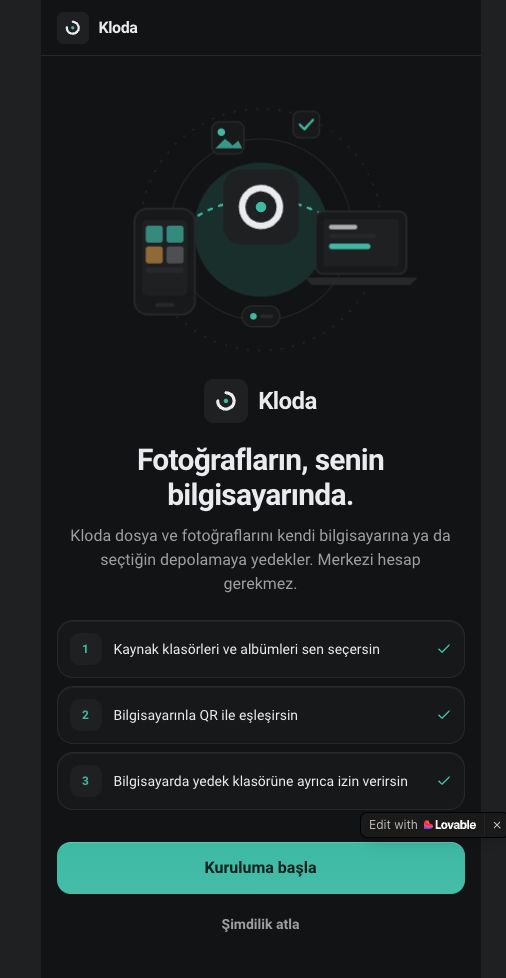 Kloda
Kloda
Fotoğrafların, senin
bilgisayarında.
Kloda dosya ve fotoğraflarını kendi bilgisayarına ya da
seçtiğin depolamaya yedekler. Merkezi hesap
gerekmez.
1 Kaynak klasörleri ve albümleri sen seçersin
2 Bilgisayarınla QR ile eşleşirsin
3 Bilgisayarda yedek klasörüne ayrıca izin verirsin
Edit with Lovable ×
Kuruluma başla
Şimdilik atla